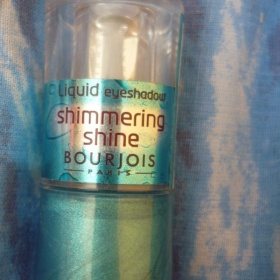 Liquid eyeshadow
shimmering
shine
BOURJOIS
PARIS